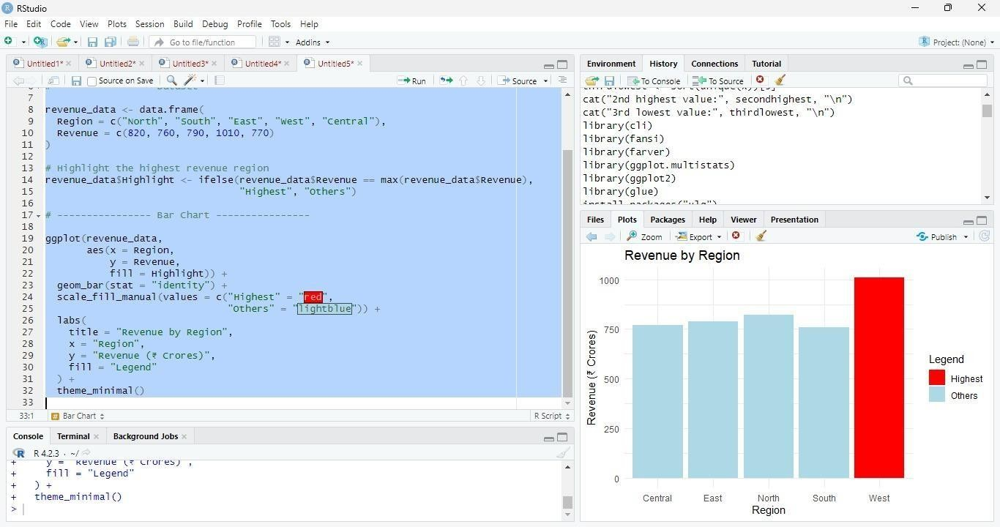 RStudio
File Edit Code View Plots Session Build Debug Profile Tools Help
Go to file/function Addins Project: (None)
Untitled1* Untitled2* Untitled3* Untitled4* Untitled5*
Source on Save Run Source
7
8 revenue_data <- data.frame(
9 Region = c("North", "South", "East", "West", "Central"),
10 Revenue = c(820, 760, 790, 1010, 770)
11 )
12
13 # Highlight the highest revenue region
14 revenue_data$Highlight <- ifelse(revenue_data$Revenue == max(revenue_data$Revenue),
15 "Highest", "Others")
16
17 # ---------------- Bar Chart ----------------
18
19 ggplot(revenue_data,
20 aes(x = Region,
21 y = Revenue,
22 fill = Highlight)) +
23 geom_bar(stat = "identity") +
24 scale_fill_manual(values = c("Highest" = "red",
25 "Others" = "lightblue")) +
26 labs(
27 title = "Revenue by Region",
28 x = "Region",
29 y = "Revenue (₹ Crores)",
30 fill = "Legend"
31 ) +
32 theme_minimal()
33
33:1 # Bar Chart R Script
Console Terminal Background Jobs
R 4.2.3 · ~/
+ y = "Revenue (₹ Crores)",
+ fill = "Legend"
+ ) +
+ theme_minimal()
>
Environment History Connections Tutorial
To Console To Source
cat("2nd highest value:", secondhighest, "\n")
cat("3rd lowest value:", thirdlowest, "\n")
library(cli)
library(fansi)
library(farver)
library(ggplot.multistats)
library(ggplot2)
library(glue)
Files Plots Packages Help Viewer Presentation
Zoom Export Publish
Revenue by Region
1000
750
500
250
0
Revenue (₹ Crores)
Central East North South West
Region
Legend
Highest
Others